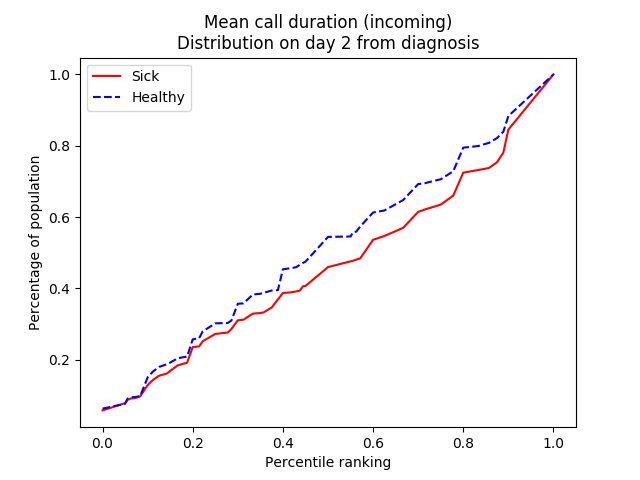 Mean call duration (incoming)
Distribution on day 2 from diagnosis
Sick
Healthy
1.0
0.8
0.6
0.4
0.2
Percentage of population
0.0 0.2 0.4 0.6 0.8 1.0
Percentile ranking